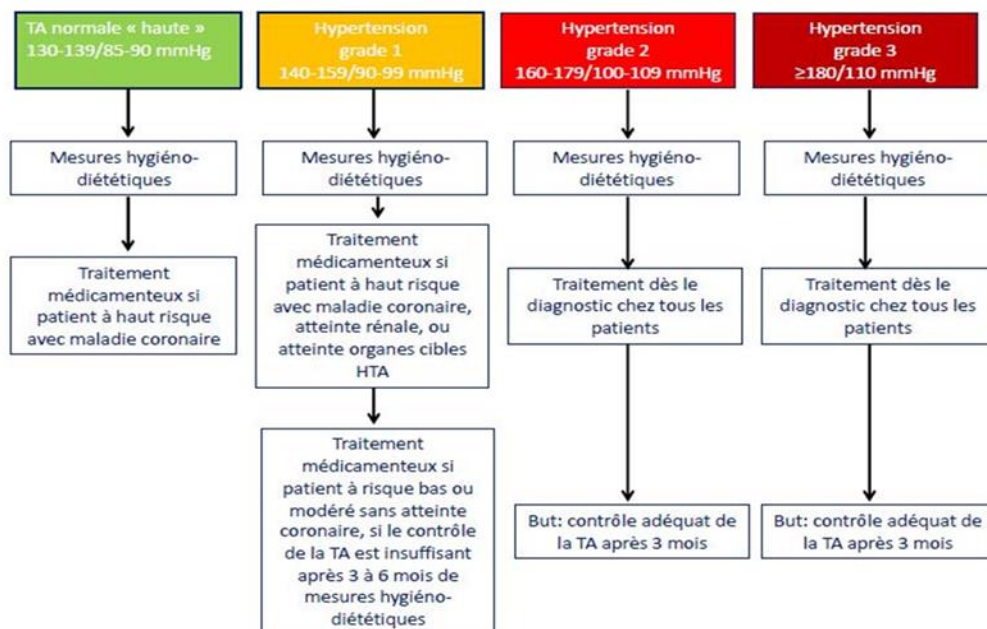 TA normale « haute »
130-139/85-90 mmHg
Mesures hygiéno-
diététiques
Traitement
médicamenteux si
patient à haut risque
avec maladie coronaire
Hypertension
grade 1
140-159/90-99 mmHg
Mesures hygiéno-
diététiques
Traitement
médicamenteux si
patient à haut risque
avec maladie coronaire,
atteinte rénale, ou
atteinte organes cibles
HTA
Traitement
médicamenteux si
patient à risque bas ou
modéré sans atteinte
coronaire, si le contrôle
de la TA est insuffisant
après 3 à 6 mois de
mesures hygiéno-
diététiques
Hypertension
grade 2
160-179/100-109 mmHg
Mesures hygiéno-
diététiques
Traitement dès le
diagnostic chez tous les
patients
But: contrôle adéquat de
la TA après 3 mois
Hypertension
grade 3
≥180/110 mmHg
Mesures hygiéno-
diététiques
Traitement dès le
diagnostic chez tous les
patients
But: contrôle adéquat de
la TA après 3 mois